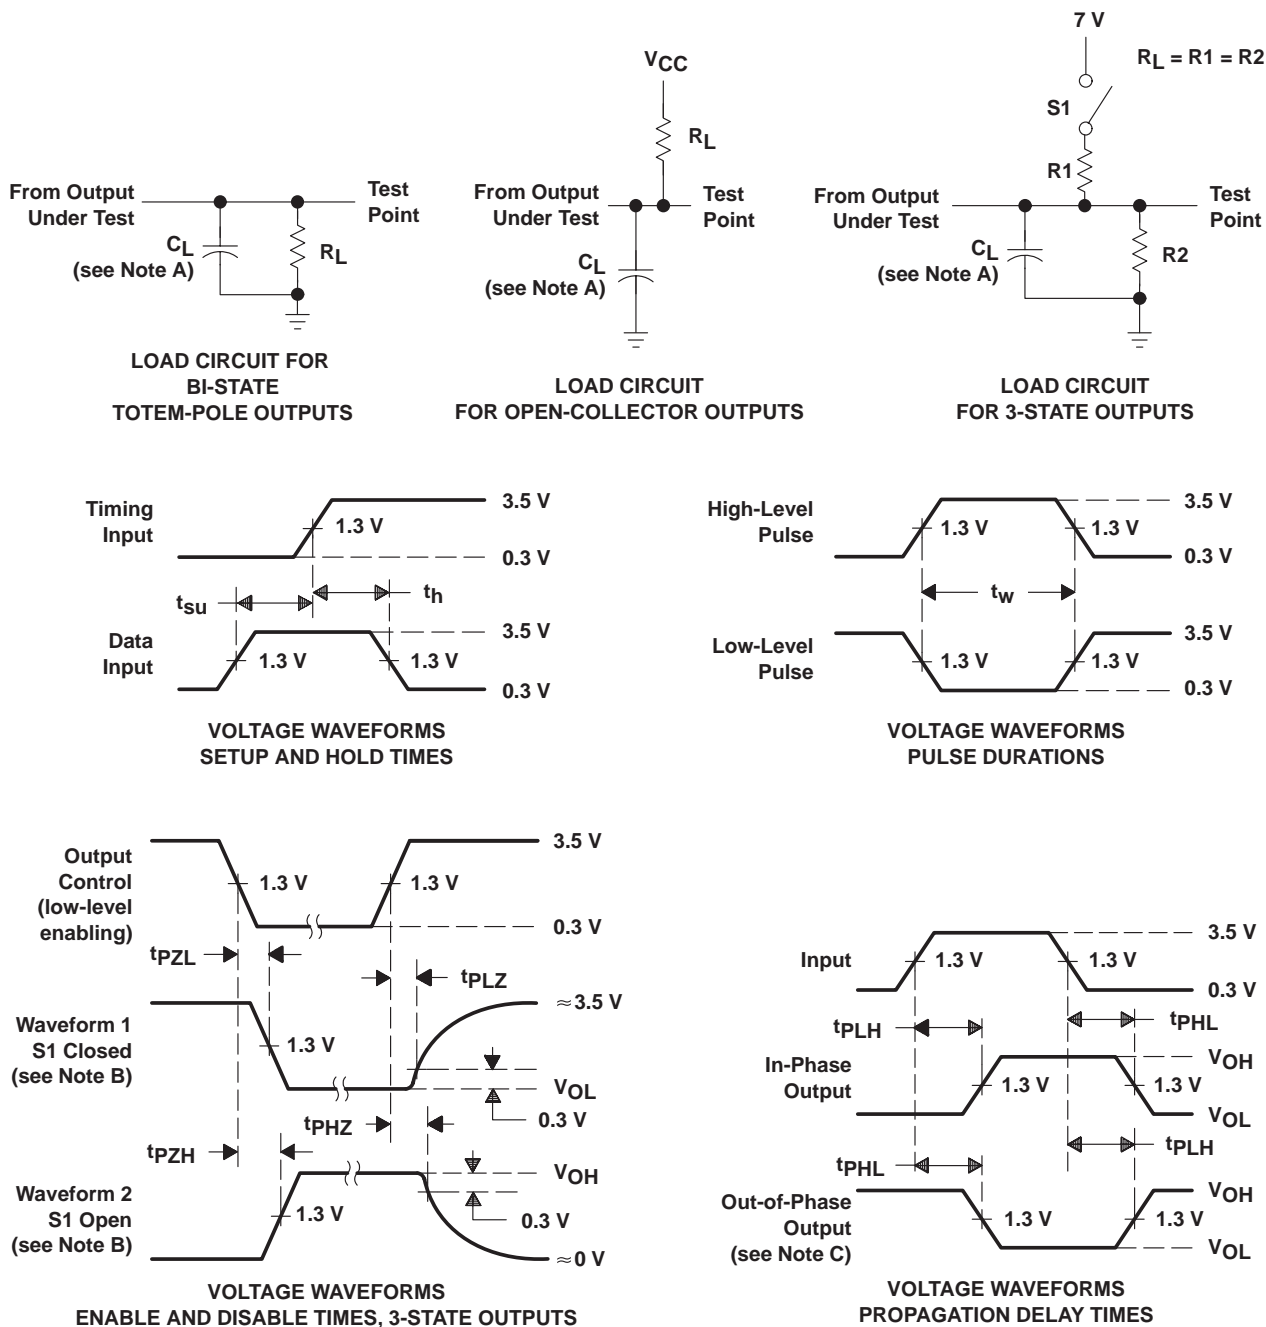 7 V
RL = R1 = R2
S1
R1
From Output
Under Test
Test
Point
CL
(see Note A)
R2
LOAD CIRCUIT
FOR 3-STATE OUTPUTS
VCC
RL
From Output
Under Test
Test
Point
CL
(see Note A)
LOAD CIRCUIT
FOR OPEN-COLLECTOR OUTPUTS
From Output
Under Test
Test
Point
CL
(see Note A)
RL
LOAD CIRCUIT FOR
BI-STATE
TOTEM-POLE OUTPUTS
Timing
Input
1.3 V
3.5 V
0.3 V
tsu
th
Data
Input
1.3 V
1.3 V
3.5 V
0.3 V
VOLTAGE WAVEFORMS
SETUP AND HOLD TIMES
High-Level
Pulse
1.3 V
1.3 V
3.5 V
0.3 V
tw
Low-Level
Pulse
1.3 V
1.3 V
3.5 V
0.3 V
VOLTAGE WAVEFORMS
PULSE DURATIONS
Output
Control
(low-level
enabling)
1.3 V
1.3 V
3.5 V
0.3 V
tPZL
tPLZ
Waveform 1
S1 Closed
(see Note B)
1.3 V
≈3.5 V
VOL
0.3 V
tPZH
tPHZ
Waveform 2
S1 Open
(see Note B)
1.3 V
VOH
0.3 V
≈0 V
VOLTAGE WAVEFORMS
ENABLE AND DISABLE TIMES, 3-STATE OUTPUTS
Input
1.3 V
1.3 V
3.5 V
0.3 V
tPLH
tPHL
In-Phase
Output
1.3 V
1.3 V
VOH
VOL
tPHL
tPLH
Out-of-Phase
Output
(see Note C)
1.3 V
1.3 V
VOH
VOL
VOLTAGE WAVEFORMS
PROPAGATION DELAY TIMES